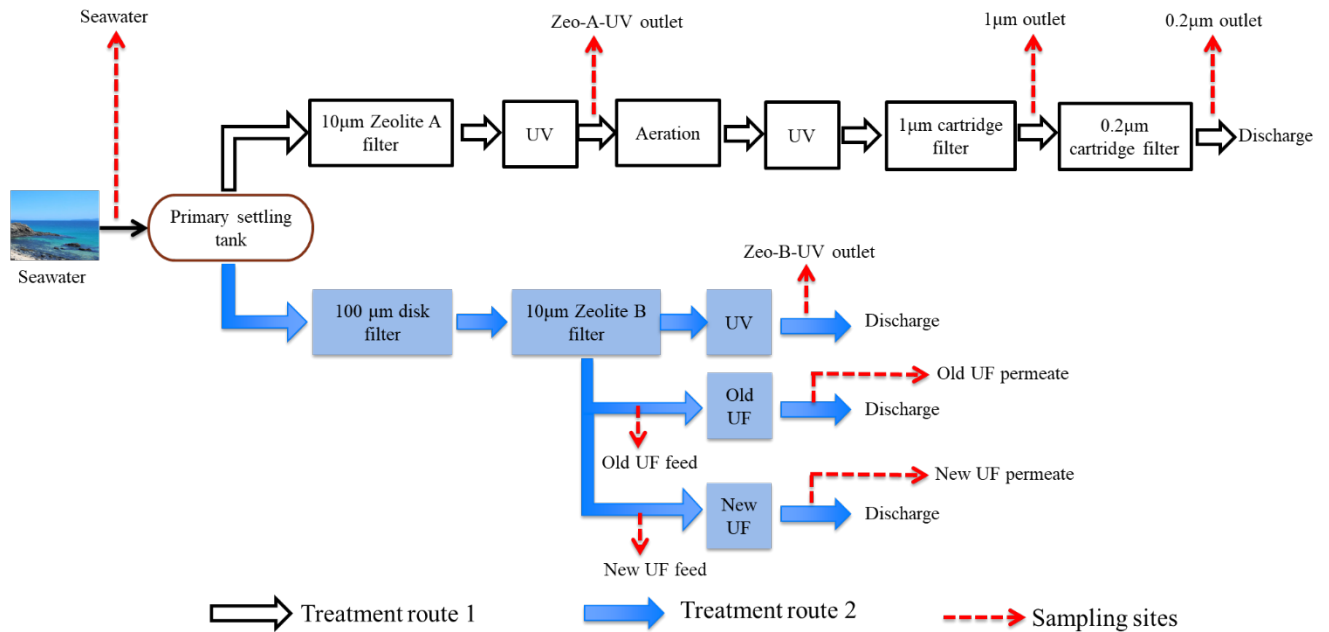 Seawater
Zeo-A-UV outlet
1μm outlet
0.2μm outlet
10μm Zeolite A
filter
UV
Aeration
UV
1μm cartridge
filter
0.2μm
cartridge filter
Discharge
Primary settling
tank
Seawater
Zeo-B-UV outlet
100 μm disk
filter
10μm Zeolite B
filter
UV
Discharge
Old UF permeate
Old
UF
Discharge
Old UF feed
New UF permeate
New
UF
Discharge
New UF feed
Treatment route 1
Treatment route 2
Sampling sites